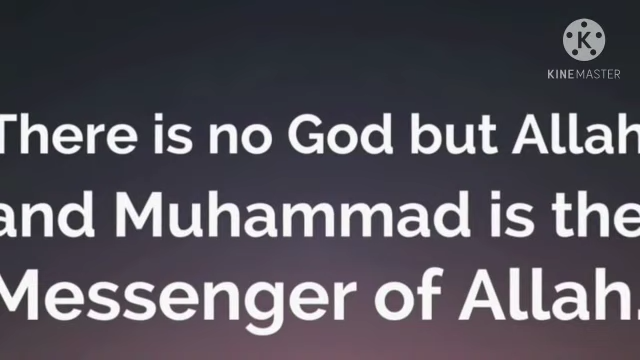 KINEMASTER
There is no God but Allah
and Muhammad is the
Messenger of Allah.